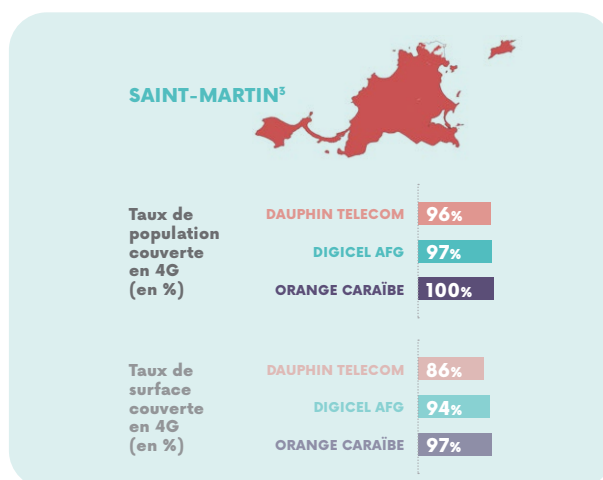 SAINT-MARTIN³
Taux de
population
couverte
en 4G
(en %)
DAUPHIN TELECOM 96%
DIGICEL AFG 97%
ORANGE CARAÏBE 100%
Taux de
surface
couverte
en 4G
(en %)
DAUPHIN TELECOM 86%
DIGICEL AFG 94%
ORANGE CARAÏBE 97%